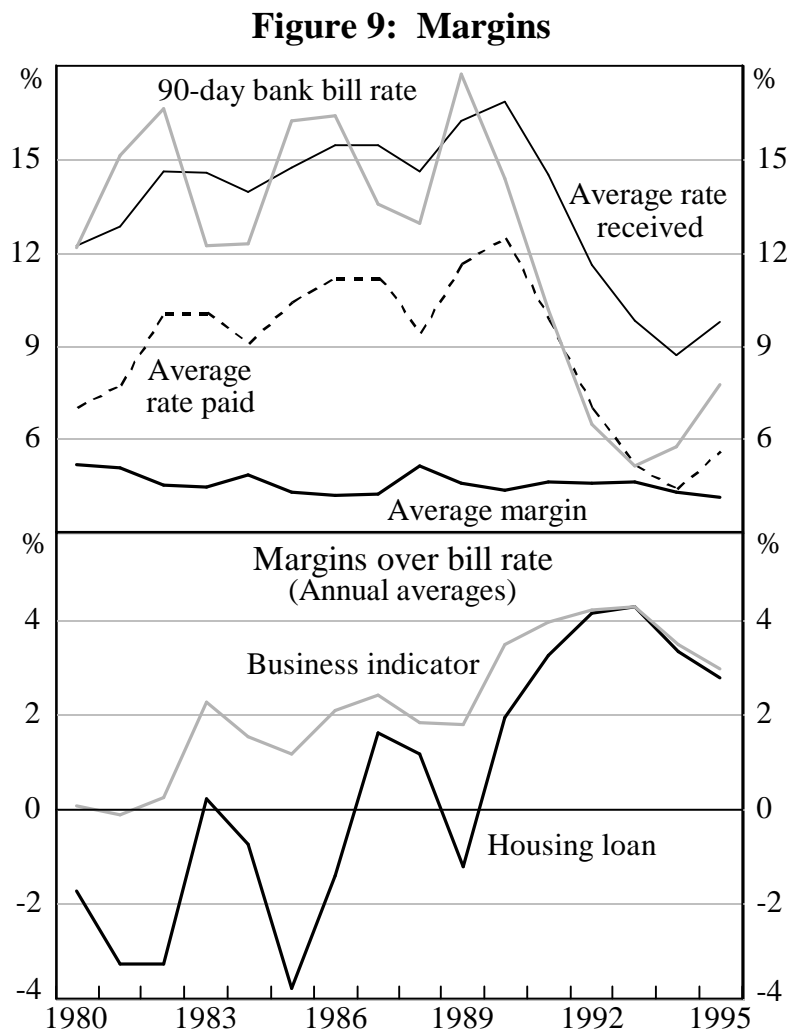 Figure 9: Margins
% %
90-day bank bill rate
15 15
Average rate
received
12 12
9 9
Average
rate paid
6 6
Average margin
% %
Margins over bill rate
(Annual averages)
4 4
Business indicator
2 2
0 0
Housing loan
-2 -2
-4 -4
1980 1983 1986 1989 1992 1995